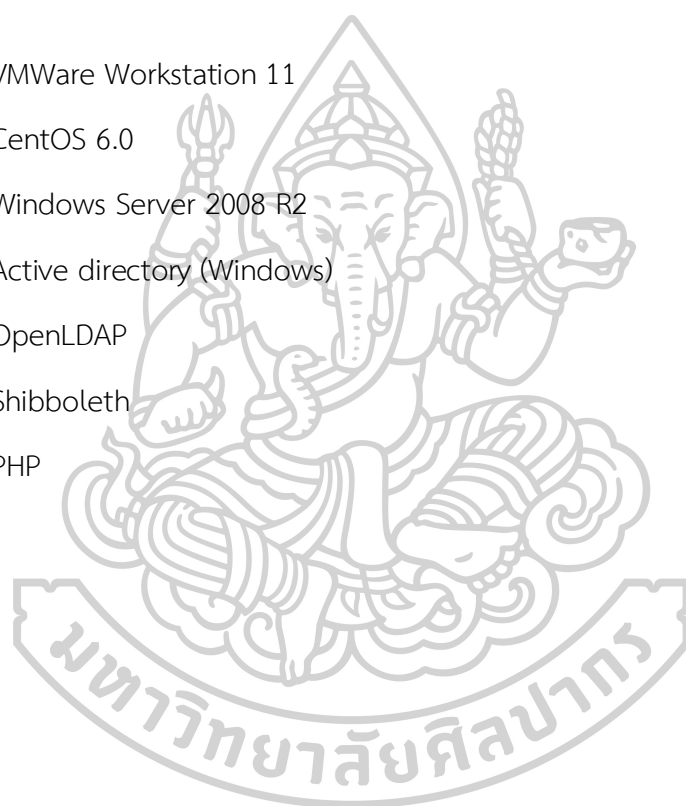 VMWare Workstation 11
CentOS 6.0
Windows Server 2008 R2
Active directory (Windows)
OpenLDAP
Shibboleth
PHP
มหาวิทยาลัยศิลปากร